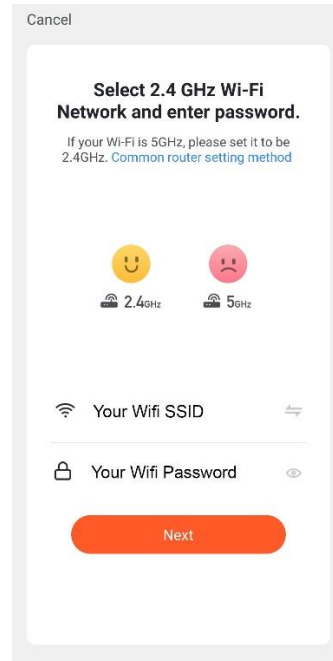 Cancel
Select 2.4 GHz Wi-Fi
Network and enter password.
If your Wi-Fi is 5GHz, please set it to be
2.4GHz. Common router setting method
2.4GHz 5GHz
Your Wifi SSID
Your Wifi Password
Next